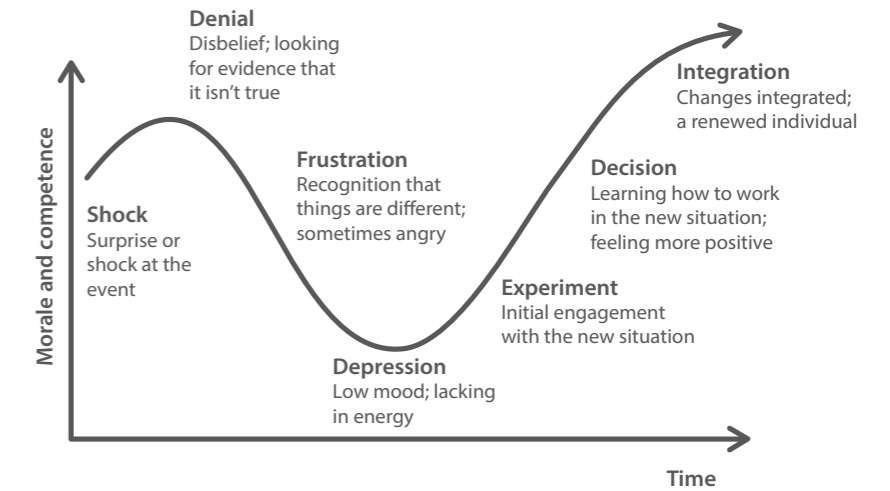 Denial
Disbelief; looking
for evidence that
it isn’t true
Morale and competence
Shock
Surprise or
shock at the
event
Frustration
Recognition that
things are different;
sometimes angry
Depression
Low mood; lacking
in energy
Experiment
Initial engagement
with the new situation
Decision
Learning how to work
in the new situation;
feeling more positive
Integration
Changes integrated;
a renewed individual
Time